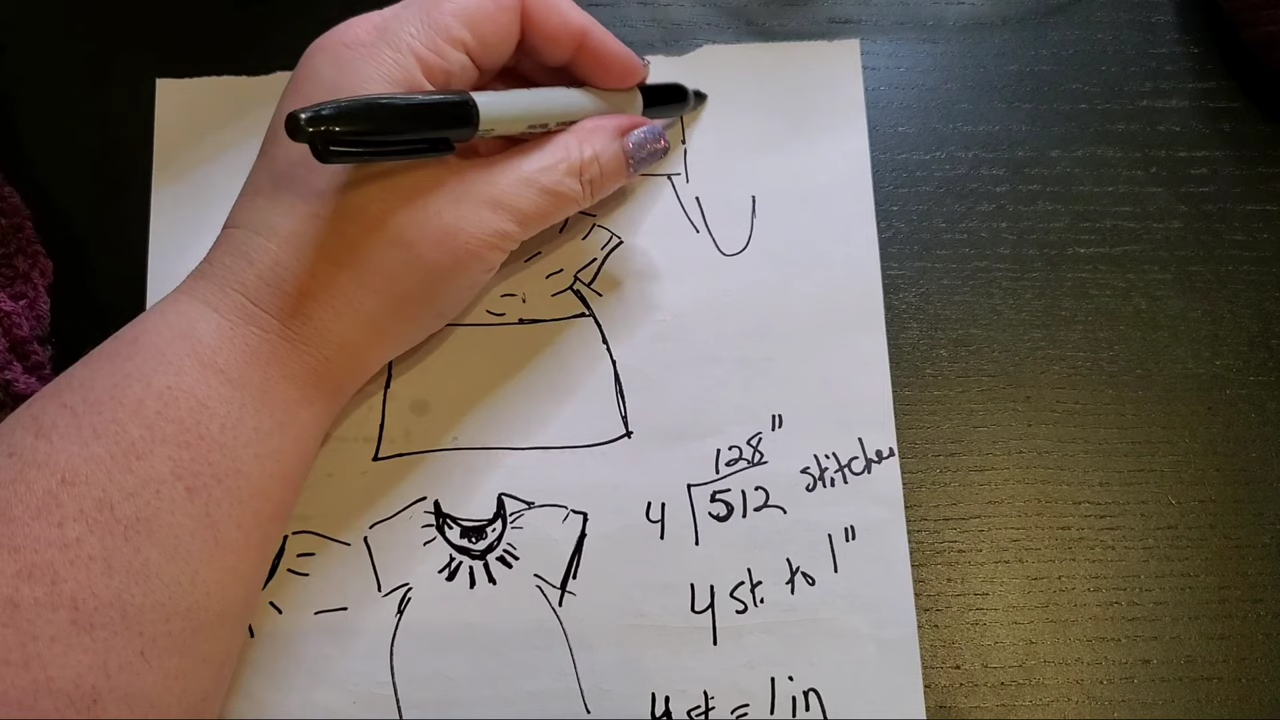 128"
4 512 stitches
4 st. to 1"
4 st = 1 in